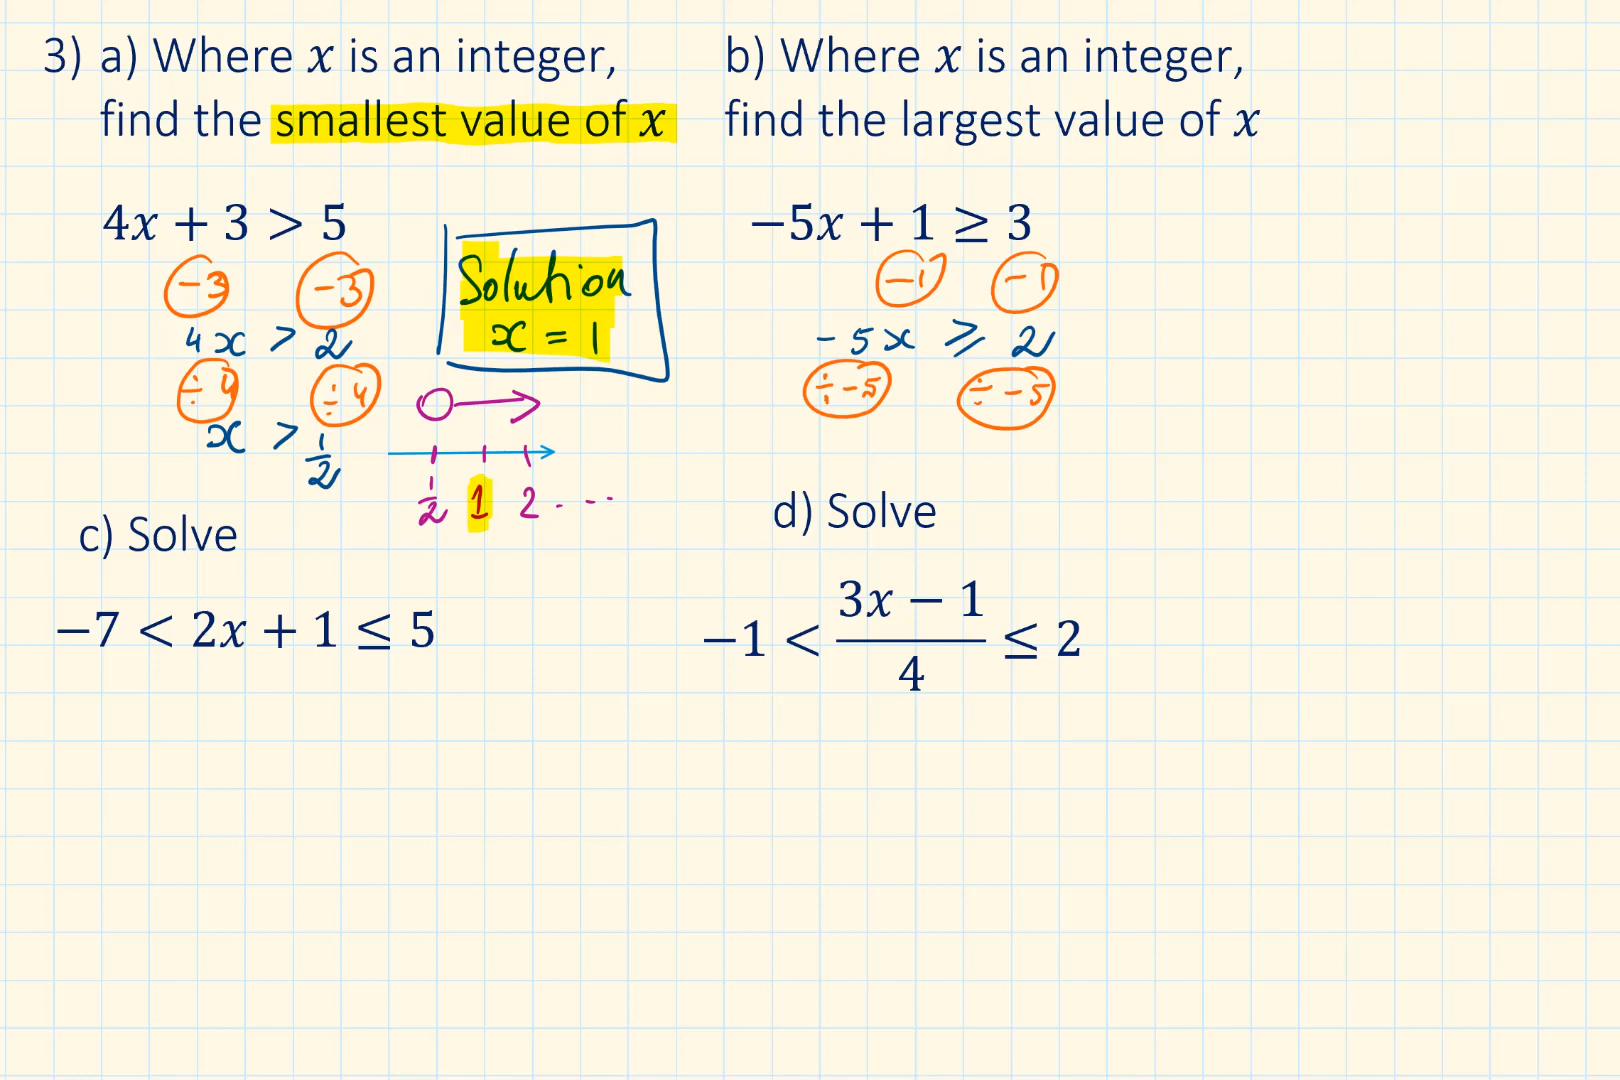 3) a) Where x is an integer,
find the smallest value of x
4x + 3 > 5
-3 -3
4x > 2
÷4 ÷4
x > 1/2
Solution
x = 1
1/2 1 2 . - - -
b) Where x is an integer,
find the largest value of x
−5x + 1 ≥ 3
-1 -1
-5x ⩾ 2
÷-5 ÷-5
c) Solve
−7 < 2x + 1 ≤ 5
d) Solve
−1 < (3x − 1)/4 ≤ 2